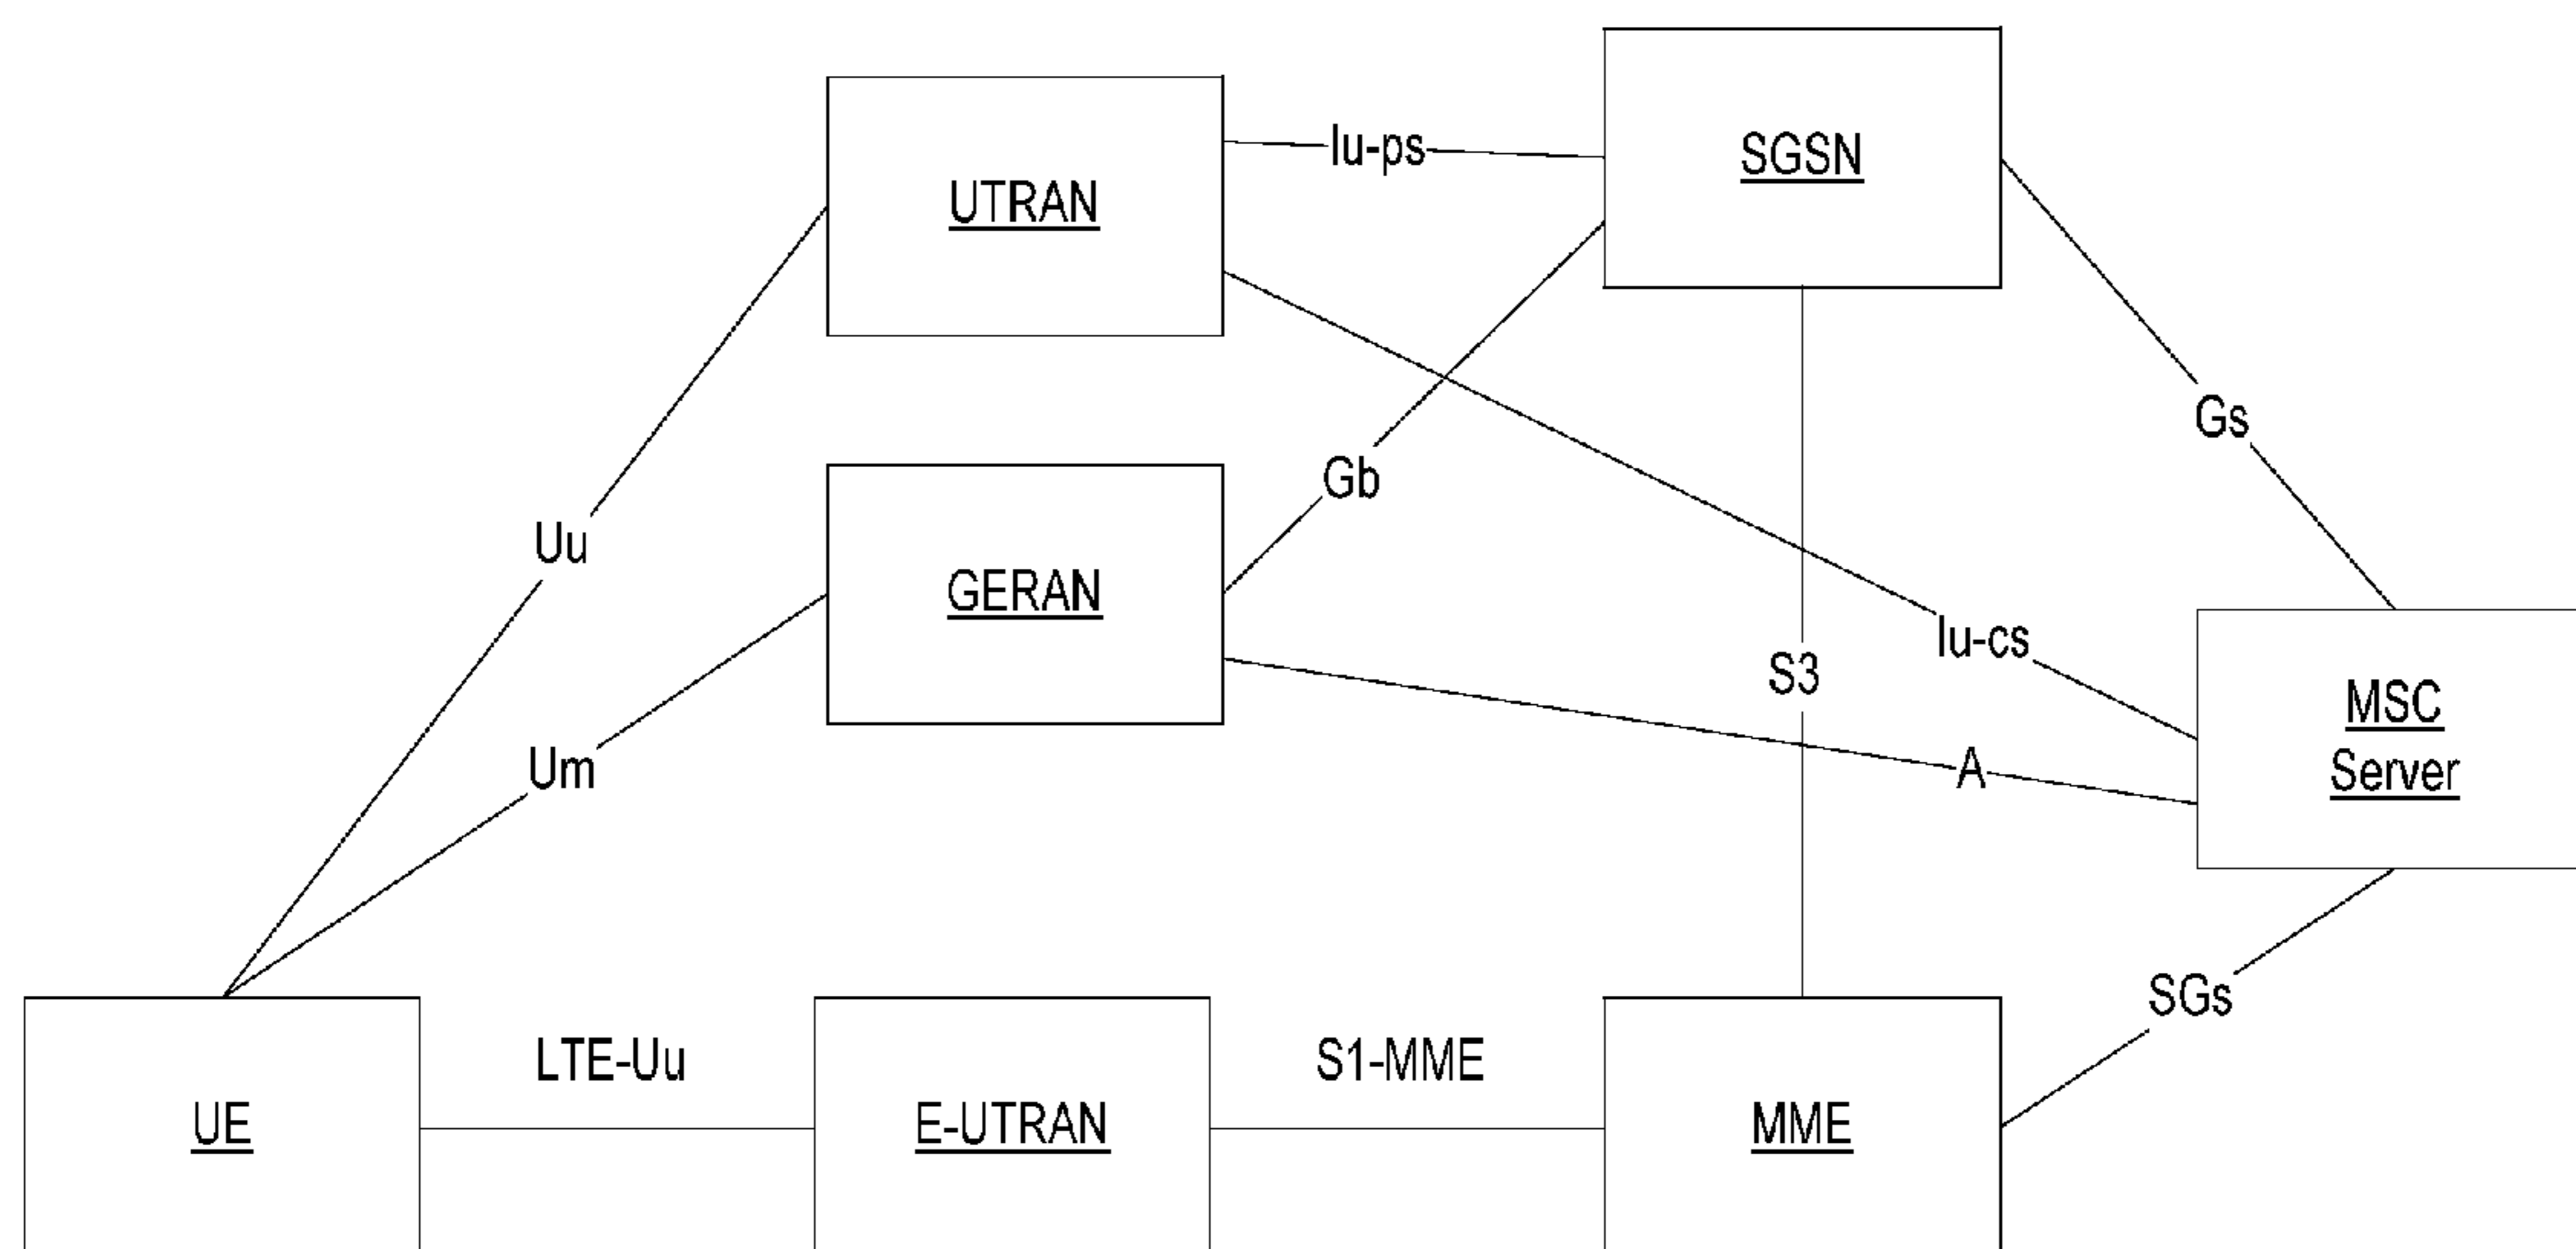 SGSN
Iu-ps
UTRAN
Gs
Gb
Uu
GERAN
Iu-cs
S3
MSC
Server
Um
A
SGs
LTE-Uu
S1-MME
UE
E-UTRAN
MME